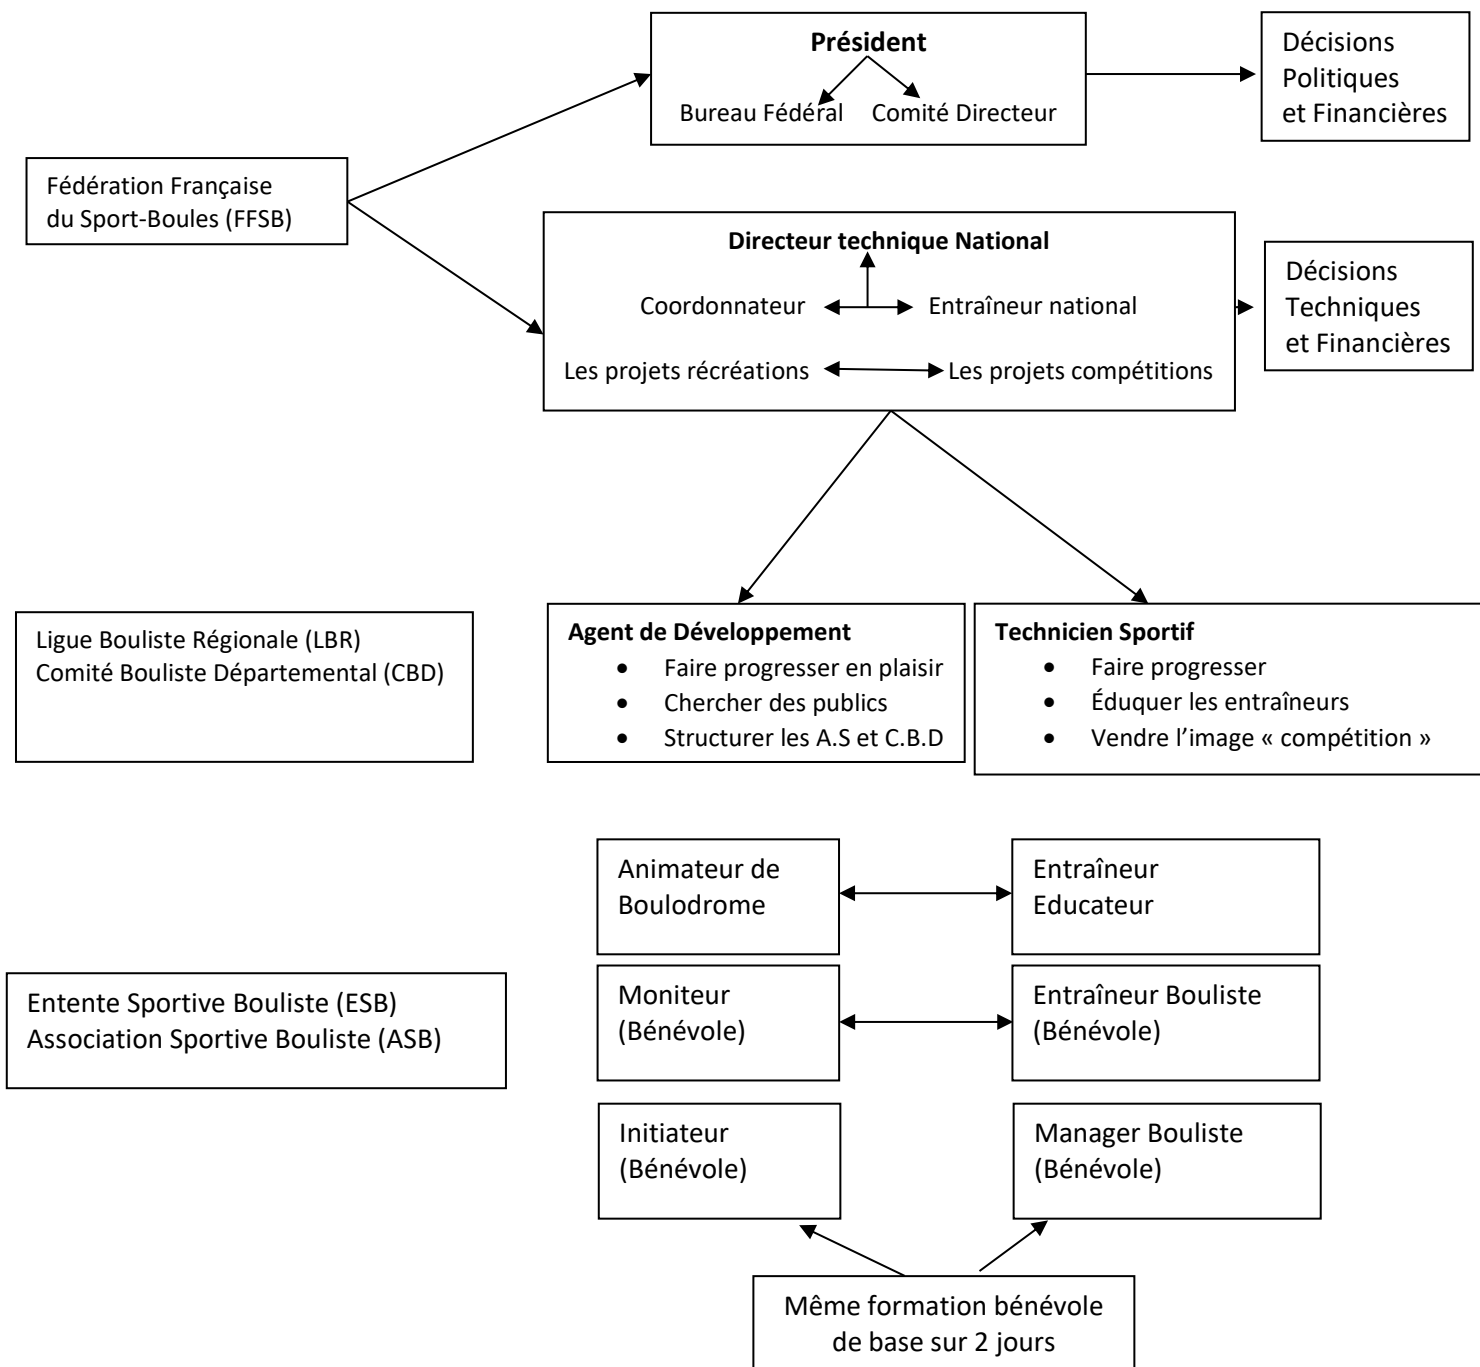 Président
Bureau Fédéral
Comité Directeur
Décisions
Politiques
et Financières
Fédération Française
du Sport-Boules (FFSB)
Directeur technique National
Coordonnateur
Entraîneur national
Les projets récréations
Les projets compétitions
Décisions
Techniques
et Financières
Ligue Bouliste Régionale (LBR)
Comité Bouliste Départemental (CBD)
Agent de Développement
• Faire progresser en plaisir
• Chercher des publics
• Structurer les A.S et C.B.D
Technicien Sportif
• Faire progresser
• Éduquer les entraîneurs
• Vendre l’image « compétition »
Animateur de
Boulodrome
Entraîneur
Educateur
Entente Sportive Bouliste (ESB)
Association Sportive Bouliste (ASB)
Moniteur
(Bénévole)
Entraîneur Bouliste
(Bénévole)
Initiateur
(Bénévole)
Manager Bouliste
(Bénévole)
Même formation bénévole
de base sur 2 jours